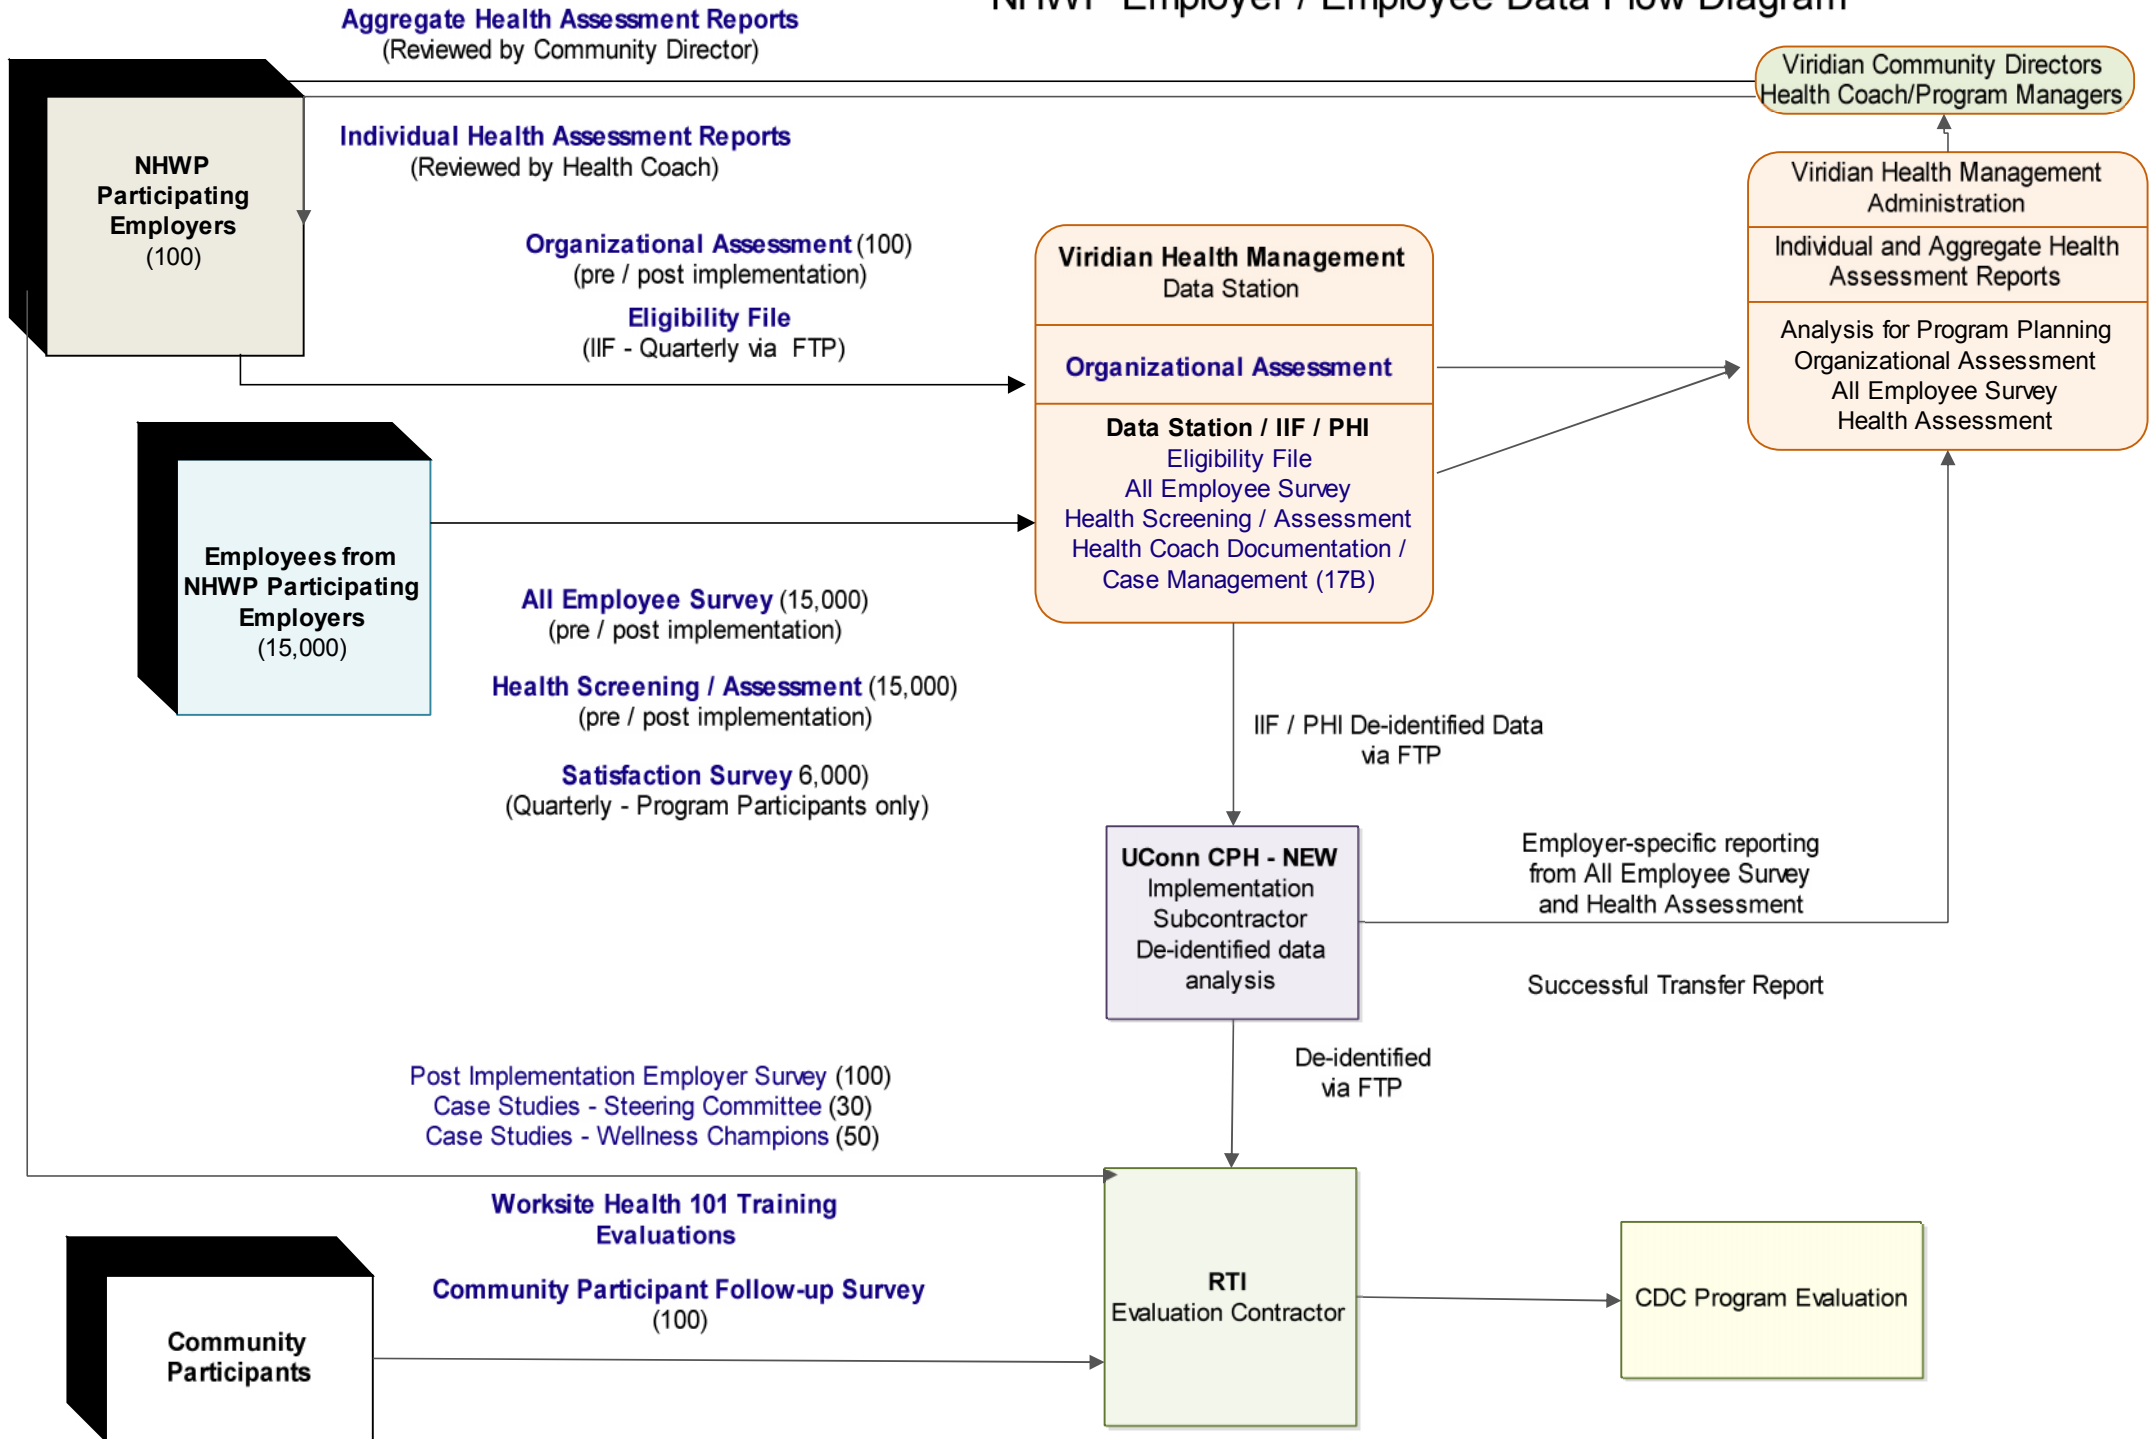 NHWP Employer / Employee Data Flow Diagram
Aggregate Health Assessment Reports
(Reviewed by Community Director)
Viridian Community Directors
Health Coach/Program Managers
Individual Health Assessment Reports
(Reviewed by Health Coach)
NHWP
Participating
Employers
(100)
Organizational Assessment (100)
(pre / post implementation)
Eligibility File
(IIF - Quarterly via FTP)
Viridian Health Management
Data Station
Organizational Assessment
Data Station / IIF / PHI
Eligibility File
All Employee Survey
Health Screening / Assessment
Health Coach Documentation /
Case Management (17B)
Viridian Health Management
Administration
Individual and Aggregate Health
Assessment Reports
Analysis for Program Planning
Organizational Assessment
All Employee Survey
Health Assessment
Employees from
NHWP Participating
Employers
(15,000)
All Employee Survey (15,000)
(pre / post implementation)
Health Screening / Assessment (15,000)
(pre / post implementation)
Satisfaction Survey 6,000)
(Quarterly - Program Participants only)
IIF / PHI De-identified Data
via FTP
UConn CPH - NEW
Implementation
Subcontractor
De-identified data
analysis
Employer-specific reporting
from All Employee Survey
and Health Assessment
Successful Transfer Report
De-identified
via FTP
Post Implementation Employer Survey (100)
Case Studies - Steering Committee (30)
Case Studies - Wellness Champions (50)
Worksite Health 101 Training
Evaluations
Community Participant Follow-up Survey
(100)
Community
Participants
RTI
Evaluation Contractor
CDC Program Evaluation